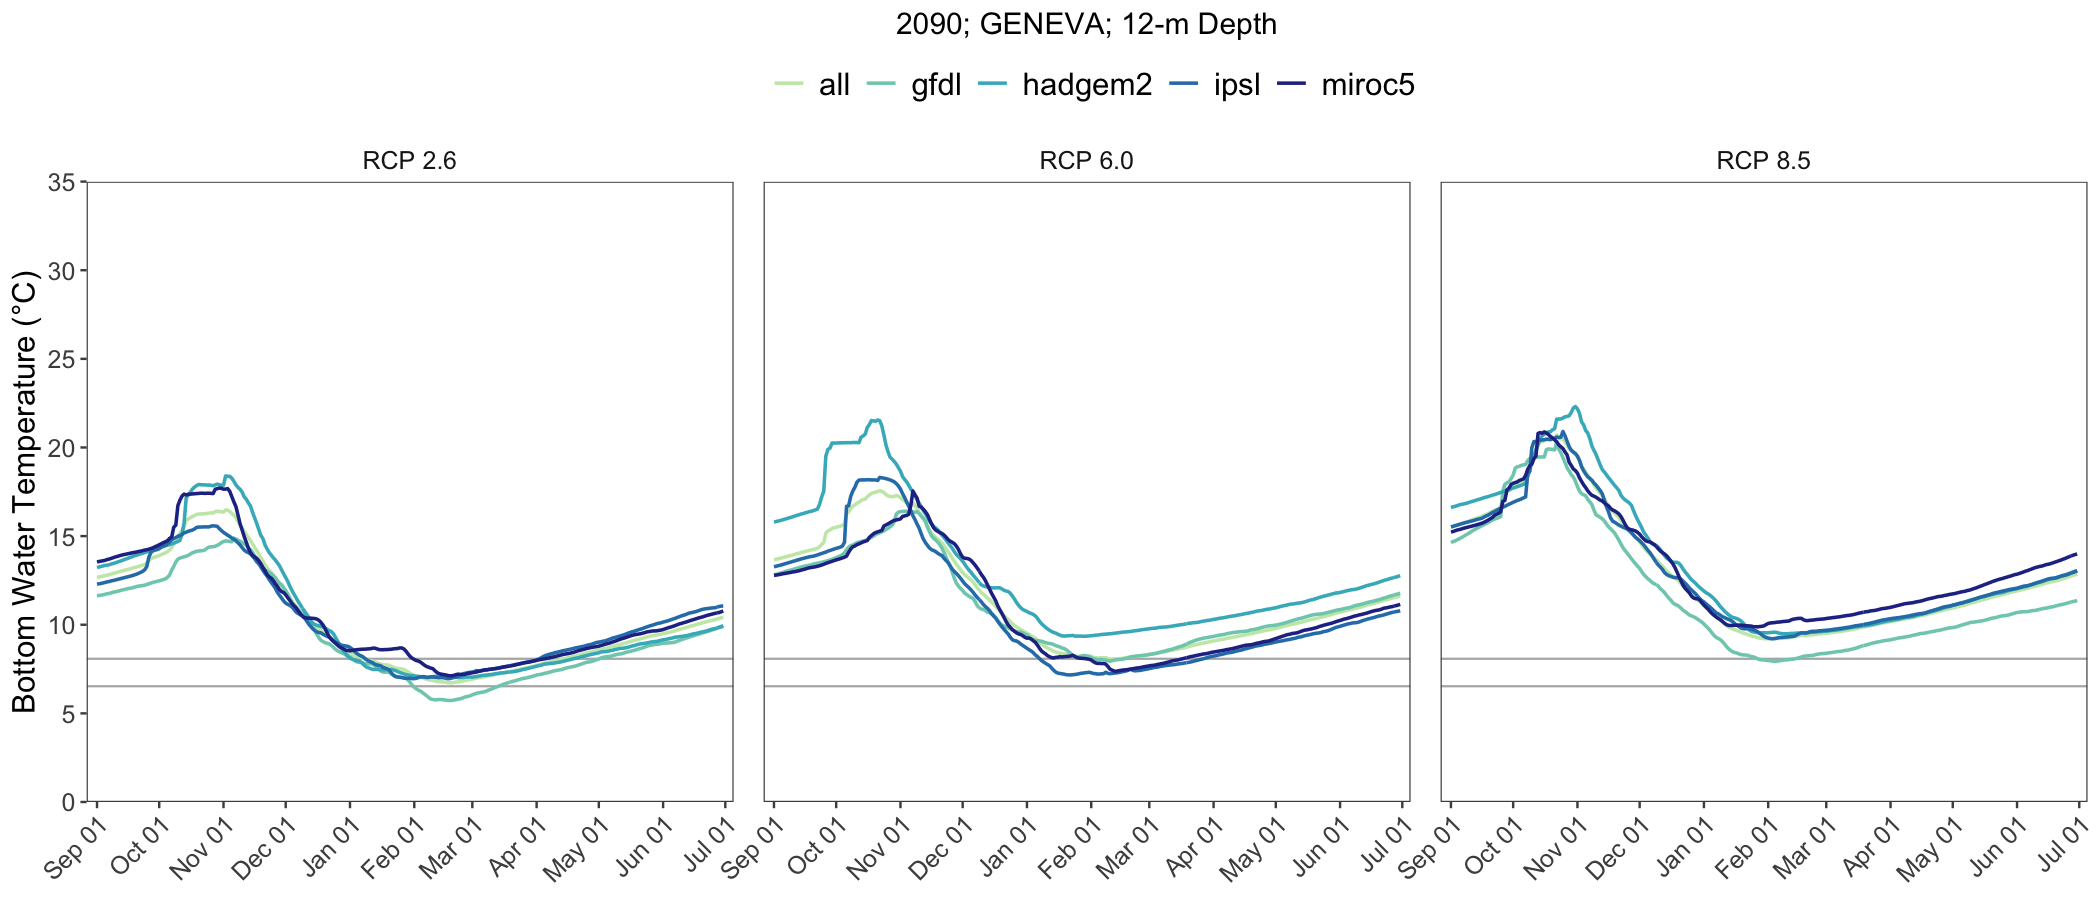 2090; GENEVA; 12-m Depth
all gfdl hadgem2 ipsl miroc5
RCP 2.6 RCP 6.0 RCP 8.5
Bottom Water Temperature (°C)
35
30
25
20
15
10
5
0
Sep 01 Oct 01 Nov 01 Dec 01 Jan 01 Feb 01 Mar 01 Apr 01 May 01 Jun 01 Jul 01 Sep 01 Oct 01 Nov 01 Dec 01 Jan 01 Feb 01 Mar 01 Apr 01 May 01 Jun 01 Jul 01 Sep 01 Oct 01 Nov 01 Dec 01 Jan 01 Feb 01 Mar 01 Apr 01 May 01 Jun 01 Jul 01